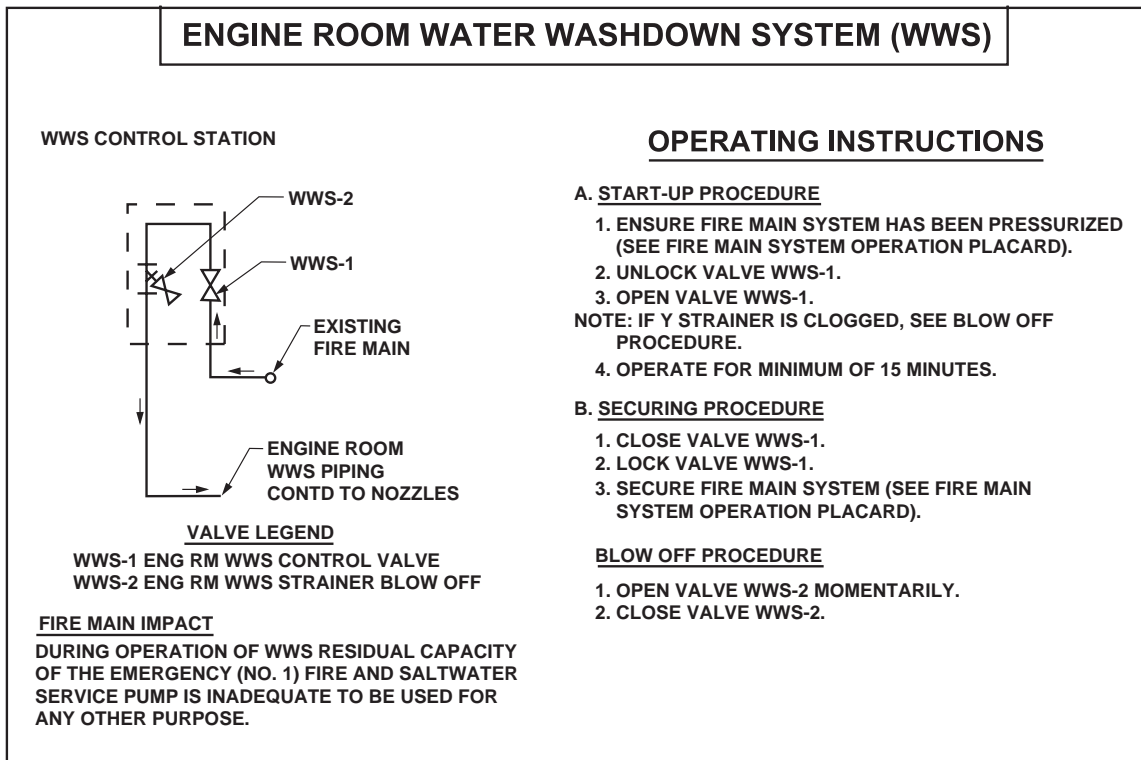 ENGINE ROOM WATER WASHDOWN SYSTEM (WWS)
WWS CONTROL STATION
WWS-2
WWS-1
EXISTING
FIRE MAIN
ENGINE ROOM
WWS PIPING
CONTD TO NOZZLES
VALVE LEGEND
WWS-1 ENG RM WWS CONTROL VALVE
WWS-2 ENG RM WWS STRAINER BLOW OFF
FIRE MAIN IMPACT
DURING OPERATION OF WWS RESIDUAL CAPACITY
OF THE EMERGENCY (NO. 1) FIRE AND SALTWATER
SERVICE PUMP IS INADEQUATE TO BE USED FOR
ANY OTHER PURPOSE.
OPERATING INSTRUCTIONS
A. START-UP PROCEDURE
1. ENSURE FIRE MAIN SYSTEM HAS BEEN PRESSURIZED
(SEE FIRE MAIN SYSTEM OPERATION PLACARD).
2. UNLOCK VALVE WWS-1.
3. OPEN VALVE WWS-1.
NOTE: IF Y STRAINER IS CLOGGED, SEE BLOW OFF
PROCEDURE.
4. OPERATE FOR MINIMUM OF 15 MINUTES.
B. SECURING PROCEDURE
1. CLOSE VALVE WWS-1.
2. LOCK VALVE WWS-1.
3. SECURE FIRE MAIN SYSTEM (SEE FIRE MAIN
SYSTEM OPERATION PLACARD).
BLOW OFF PROCEDURE
1. OPEN VALVE WWS-2 MOMENTARILY.
2. CLOSE VALVE WWS-2.